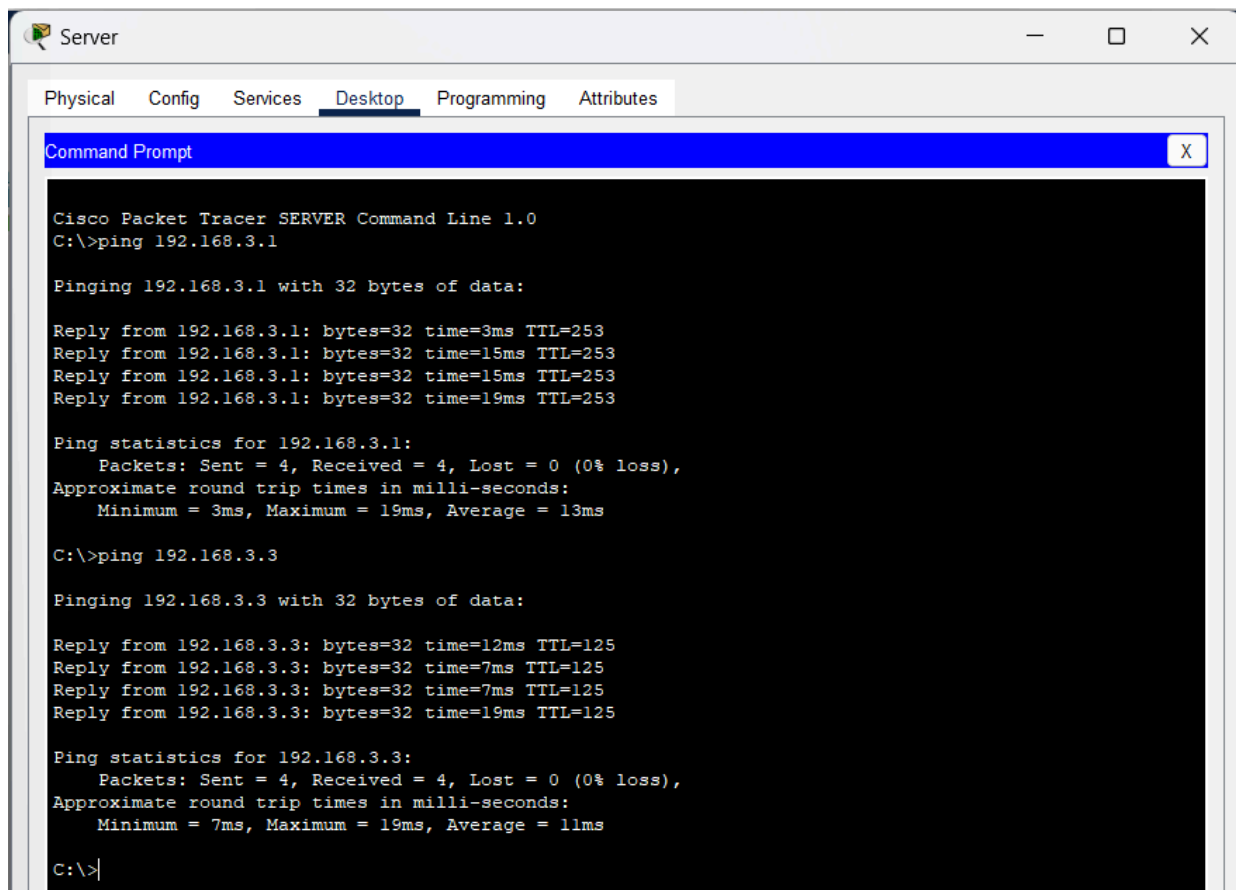 Server
Physical Config Services Desktop Programming Attributes
Command Prompt X
Cisco Packet Tracer SERVER Command Line 1.0
C:\>ping 192.168.3.1
Pinging 192.168.3.1 with 32 bytes of data:
Reply from 192.168.3.1: bytes=32 time=3ms TTL=253
Reply from 192.168.3.1: bytes=32 time=15ms TTL=253
Reply from 192.168.3.1: bytes=32 time=15ms TTL=253
Reply from 192.168.3.1: bytes=32 time=19ms TTL=253
Ping statistics for 192.168.3.1:
    Packets: Sent = 4, Received = 4, Lost = 0 (0% loss),
Approximate round trip times in milli-seconds:
    Minimum = 3ms, Maximum = 19ms, Average = 13ms
C:\>ping 192.168.3.3
Pinging 192.168.3.3 with 32 bytes of data:
Reply from 192.168.3.3: bytes=32 time=12ms TTL=125
Reply from 192.168.3.3: bytes=32 time=7ms TTL=125
Reply from 192.168.3.3: bytes=32 time=7ms TTL=125
Reply from 192.168.3.3: bytes=32 time=19ms TTL=125
Ping statistics for 192.168.3.3:
    Packets: Sent = 4, Received = 4, Lost = 0 (0% loss),
Approximate round trip times in milli-seconds:
    Minimum = 7ms, Maximum = 19ms, Average = 11ms
C:\>